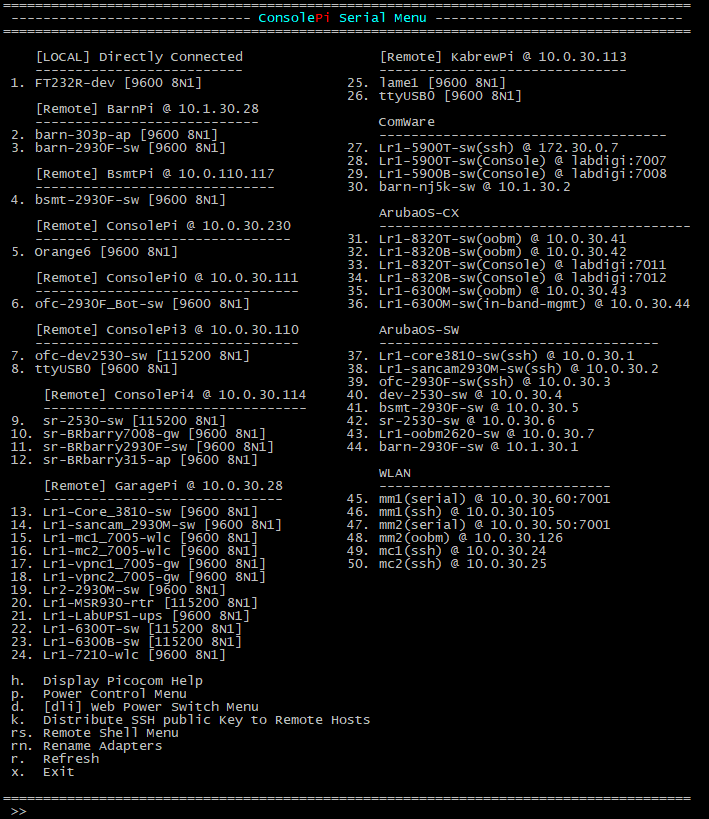 ConsolePi Serial Menu
[LOCAL] Directly Connected
1. FT232R-dev [9600 8N1]
[Remote] BarnPi @ 10.1.30.28
2. barn-303p-ap [9600 8N1]
3. barn-2930F-sw [9600 8N1]
[Remote] BsmtPi @ 10.0.110.117
4. bsmt-2930F-sw [9600 8N1]
[Remote] ConsolePi @ 10.0.30.230
5. Orange6 [9600 8N1]
[Remote] ConsolePi0 @ 10.0.30.111
6. ofc-2930F_Bot-sw [9600 8N1]
[Remote] ConsolePi3 @ 10.0.30.110
7. ofc-dev2530-sw [115200 8N1]
8. ttyUSB0 [9600 8N1]
[Remote] ConsolePi4 @ 10.0.30.114
9. sr-2530-sw [115200 8N1]
10. sr-BRbarry7008-gw [9600 8N1]
11. sr-BRbarry2930F-sw [9600 8N1]
12. sr-BRbarry315-ap [9600 8N1]
[Remote] GaragePi @ 10.0.30.28
13. Lr1-Core_3810-sw [9600 8N1]
14. Lr1-sancam_2930M-sw [9600 8N1]
15. Lr1-mc1_7005-wlc [9600 8N1]
16. Lr1-mc2_7005-wlc [9600 8N1]
17. Lr1-vpnc1_7005-gw [9600 8N1]
18. Lr1-vpnc2_7005-gw [9600 8N1]
19. Lr2-2930M-sw [9600 8N1]
20. Lr1-MSR930-rtr [115200 8N1]
21. Lr1-LabUPS1-ups [9600 8N1]
22. Lr1-6300T-sw [115200 8N1]
23. Lr1-6300B-sw [115200 8N1]
24. Lr1-7210-wlc [9600 8N1]
[Remote] KabrewPi @ 10.0.30.113
25. lame1 [9600 8N1]
26. ttyUSB0 [9600 8N1]
ComWare
27. Lr1-5900T-sw(ssh) @ 172.30.0.7
28. Lr1-5900T-sw(Console) @ labdigi:7007
29. Lr1-5900B-sw(Console) @ labdigi:7008
30. barn-nj5k-sw @ 10.1.30.2
ArubaOS-CX
31. Lr1-8320T-sw(oobm) @ 10.0.30.41
32. Lr1-8320B-sw(oobm) @ 10.0.30.42
33. Lr1-8320T-sw(Console) @ labdigi:7011
34. Lr1-8320B-sw(Console) @ labdigi:7012
35. Lr1-6300M-sw(oobm) @ 10.0.30.43
36. Lr1-6300M-sw(in-band-mgmt) @ 10.0.30.44
ArubaOS-SW
37. Lr1-core3810-sw(ssh) @ 10.0.30.1
38. Lr1-sancam2930M-sw(ssh) @ 10.0.30.2
39. ofc-2930F-sw(ssh) @ 10.0.30.3
40. dev-2530-sw @ 10.0.30.4
41. bsmt-2930F-sw @ 10.0.30.5
42. sr-2530-sw @ 10.0.30.6
43. Lr1-oobm2620-sw @ 10.0.30.7
44. barn-2930F-sw @ 10.1.30.1
WLAN
45. mm1(serial) @ 10.0.30.60:7001
46. mm1(ssh) @ 10.0.30.105
47. mm2(serial) @ 10.0.30.50:7001
48. mm2(oobm) @ 10.0.30.126
49. mc1(ssh) @ 10.0.30.24
50. mc2(ssh) @ 10.0.30.25
h. Display Picocom Help
p. Power Control Menu
d. [dli] Web Power Switch Menu
k. Distribute SSH public Key to Remote Hosts
rs. Remote Shell Menu
rn. Rename Adapters
r. Refresh
x. Exit
>>